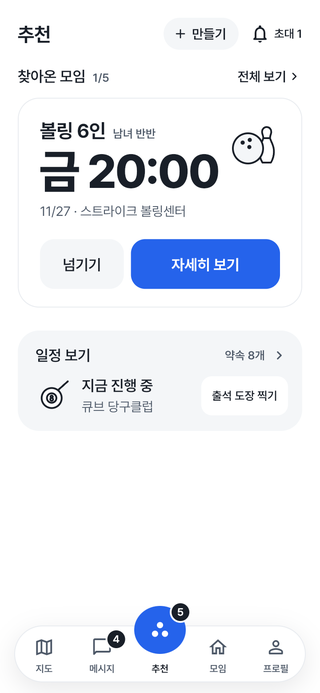 추천
+ 만들기
초대 1
찾아온 모임 1/5
전체 보기
볼링 6인 남녀 반반
금 20:00
11/27 · 스트라이크 볼링센터
넘기기
자세히 보기
일정 보기
약속 8개
지금 진행 중
큐브 당구클럽
출석 도장 찍기
8
4
5
지도
메시지
추천
모임
프로필